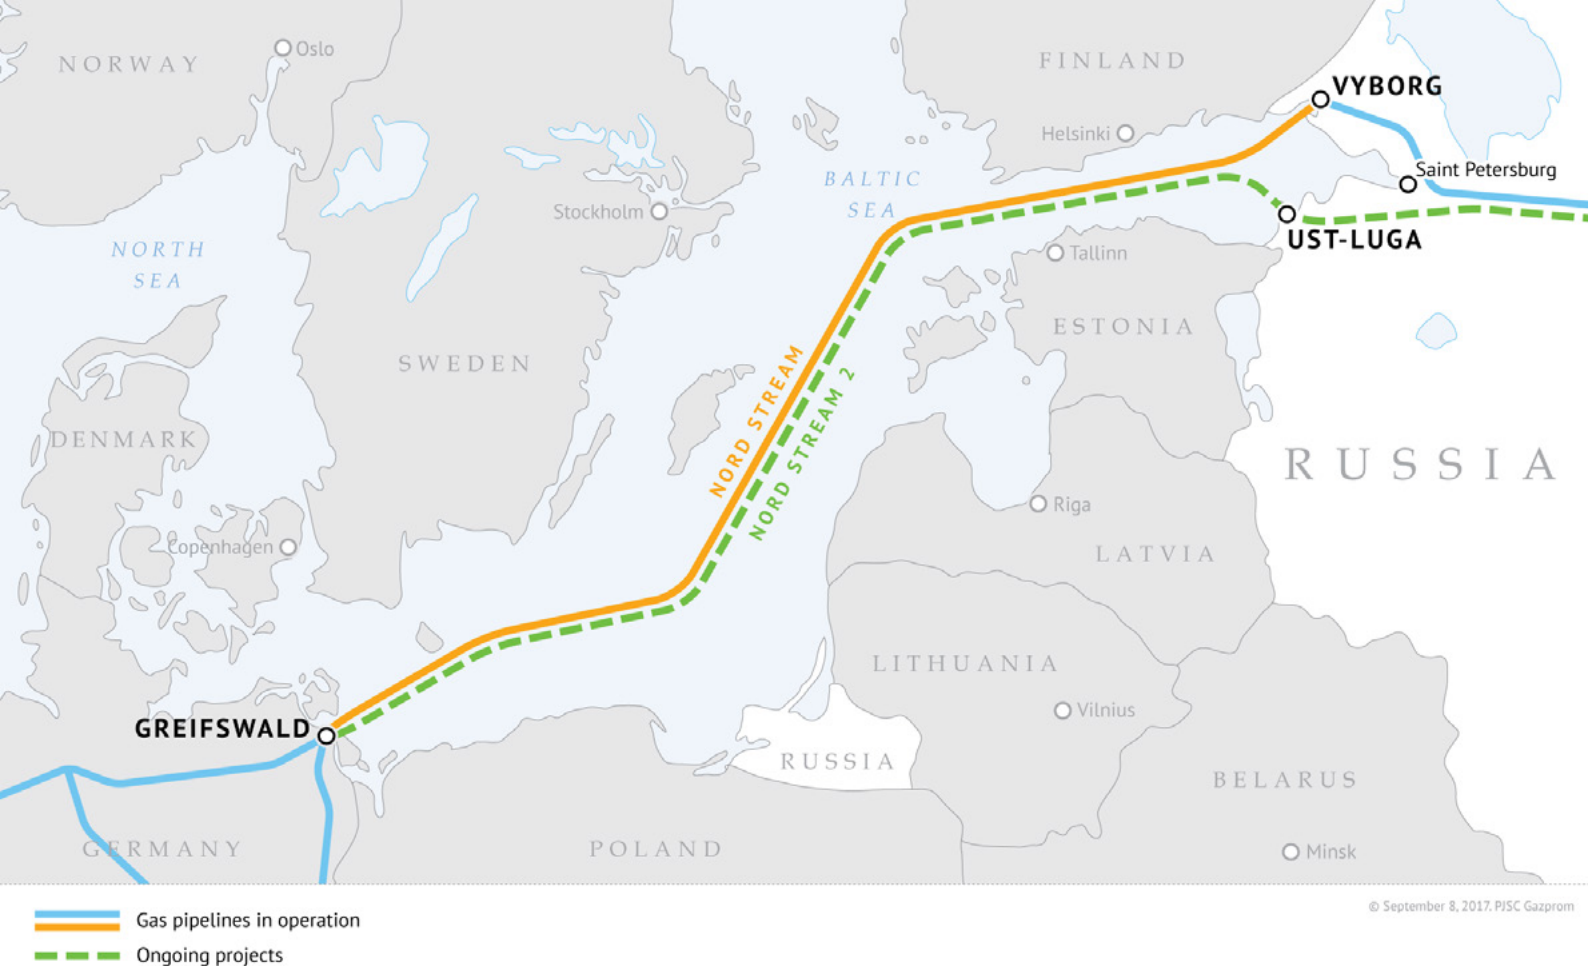 NORWAY
Oslo
FINLAND
VYBORG
Helsinki
Saint Petersburg
BALTIC
SEA
Stockholm
UST-LUGA
NORTH
SEA
Tallinn
ESTONIA
SWEDEN
NORD STREAM
NORD STREAM 2
DENMARK
RUSSIA
Riga
Copenhagen
LATVIA
LITHUANIA
Vilnius
GREIFSWALD
RUSSIA
BELARUS
GERMANY
POLAND
Minsk
© September 8, 2017. PJSC Gazprom
Gas pipelines in operation
Ongoing projects